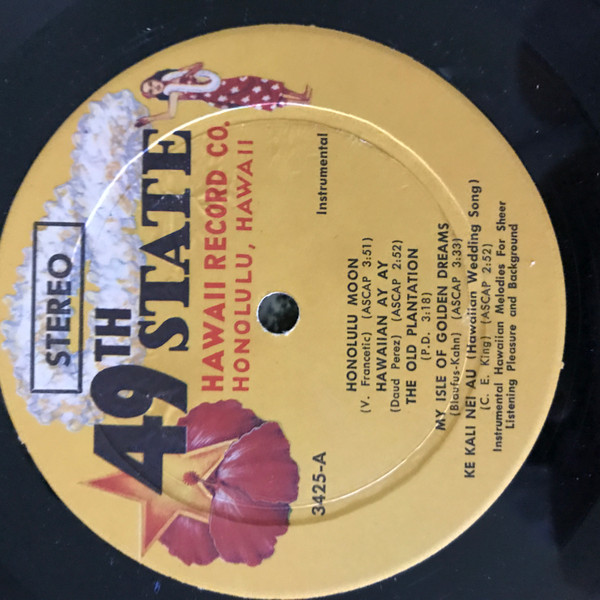 STEREO
49TH
STATE
HAWAII RECORD CO.
HONOLULU, HAWAII
Instrumental
3425-A
HONOLULU MOON
(V. Francetic) (ASCAP 3:51)
HAWAIIAN AY AY
(Daud Perez) (ASCAP 2:52)
THE OLD PLANTATION
(P.D. 3:18)
MY ISLE OF GOLDEN DREAMS
(Blaufus-Kahn) (ASCAP 3:33)
KE KALI NEI AU (Hawaiian Wedding Song)
(C. E. King) (ASCAP 2:52)
Instrumental Hawaiian Melodies For Sheer
Listening Pleasure and Background